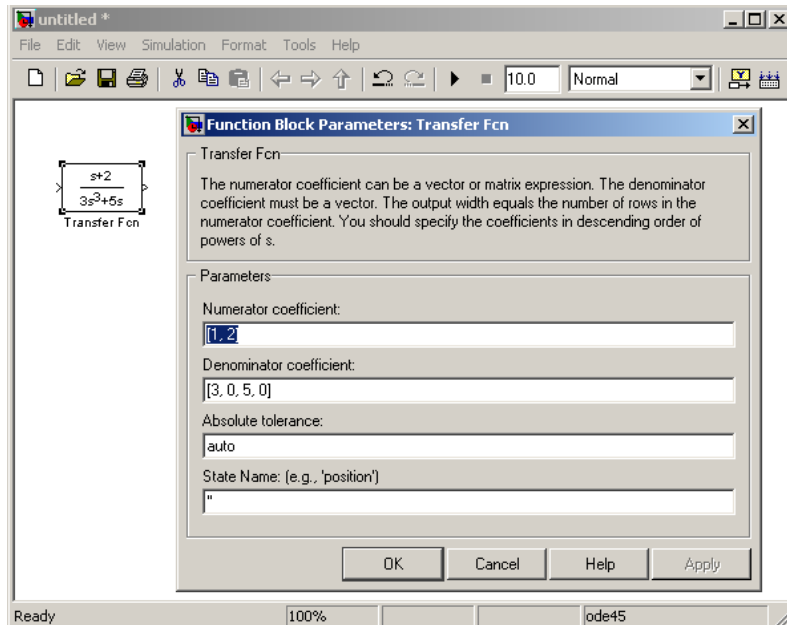 untitled *
File Edit View Simulation Format Tools Help
10.0 Normal
Function Block Parameters: Transfer Fcn
Transfer Fcn
The numerator coefficient can be a vector or matrix expression. The denominator
coefficient must be a vector. The output width equals the number of rows in the
numerator coefficient. You should specify the coefficients in descending order of
powers of s.
s+2
3s³+5s
Transfer Fcn
Parameters
Numerator coefficient:
[1, 2]
Denominator coefficient:
[3, 0, 5, 0]
Absolute tolerance:
auto
State Name: (e.g., 'position')
''
OK Cancel Help Apply
Ready 100% ode45